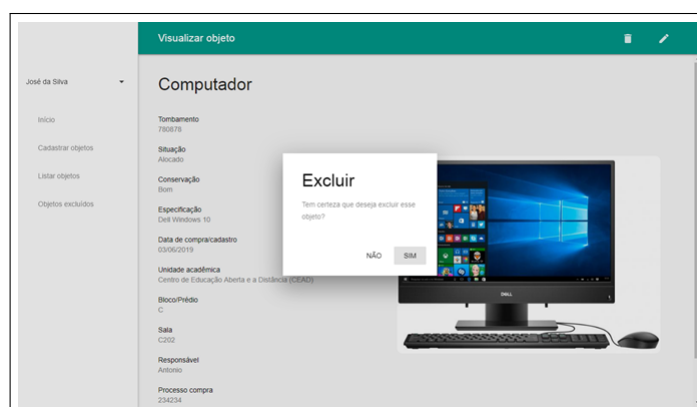 Visualizar objeto
José da Silva
Início
Cadastrar objetos
Listar objetos
Objetos excluídos
Computador
Tombamento
780878
Situação
Alocado
Conservação
Bom
Especificação
Dell Windows 10
Data de compra/cadastro
03/06/2019
Unidade acadêmica
Centro de Educação Aberta e a Distância (CEAD)
Bloco/Prédio
C
Sala
C202
Responsável
Antonio
Processo compra
234234
Excluir
Tem certeza que deseja excluir esse
objeto?
NÃO SIM
DELL